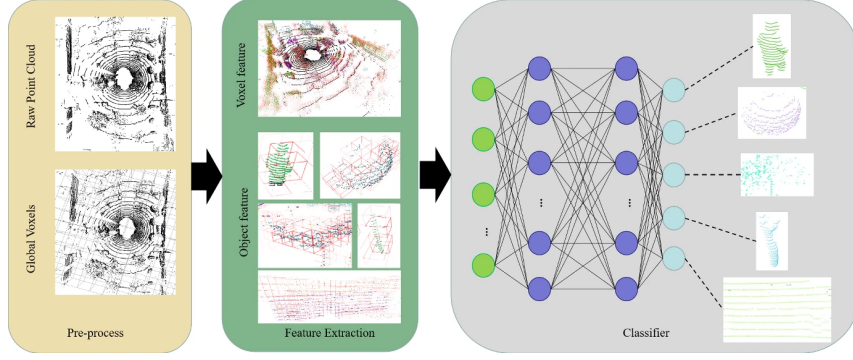 Raw Point Cloud
Global Voxels
Pre-process
Voxel feature
Object feature
Feature Extraction
...
...
...
Classifier